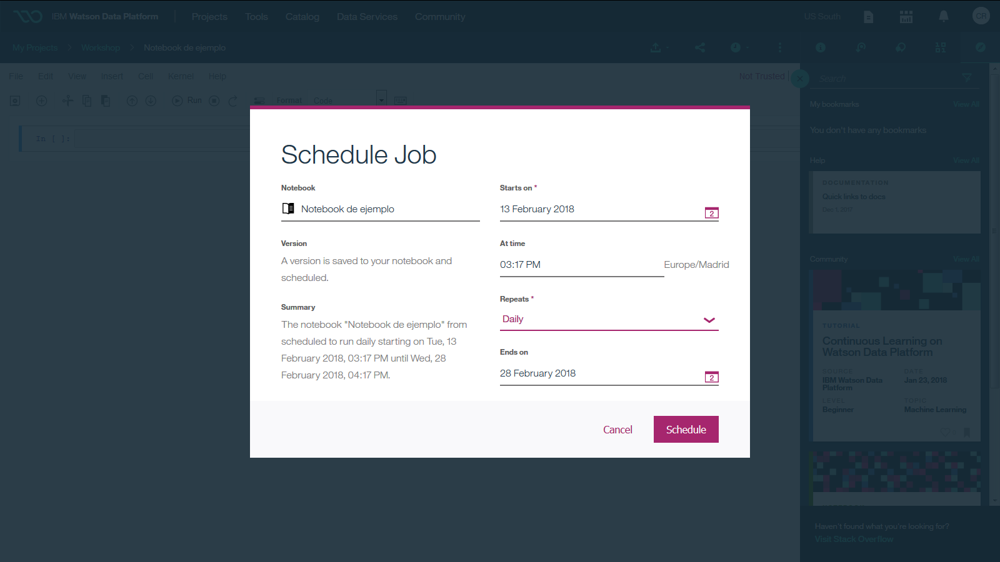 IBM Watson Data Platform
Projects
Tools
Catalog
Data Services
Community
US South
CR
My Projects > Workshop > Notebook de ejemplo
File
Edit
View
Insert
Cell
Kernel
Help
Not Trusted
Run
Format
Code
In [ ]:
Schedule Job
Notebook
Notebook de ejemplo
Version
A version is saved to your notebook and
scheduled.
Summary
The notebook "Notebook de ejemplo" from
scheduled to run daily starting on Tue, 13
February 2018, 03:17 PM until Wed, 28
February 2018, 04:17 PM.
Starts on *
13 February 2018
2
At time
03:17 PM
Europe/Madrid
Repeats *
Daily
Ends on
28 February 2018
2
Cancel
Schedule
Search
My bookmarks
View All
You don't have any bookmarks
Help
View All
DOCUMENTATION
Quick links to docs
Dec 1, 2017
Community
View All
TUTORIAL
Continuous Learning on
Watson Data Platform
SOURCE
IBM Watson Data
Platform
DATE
Jan 23, 2018
LEVEL
Beginner
TOPIC
Machine Learning
Haven't found what you're looking for?
Visit Stack Overflow